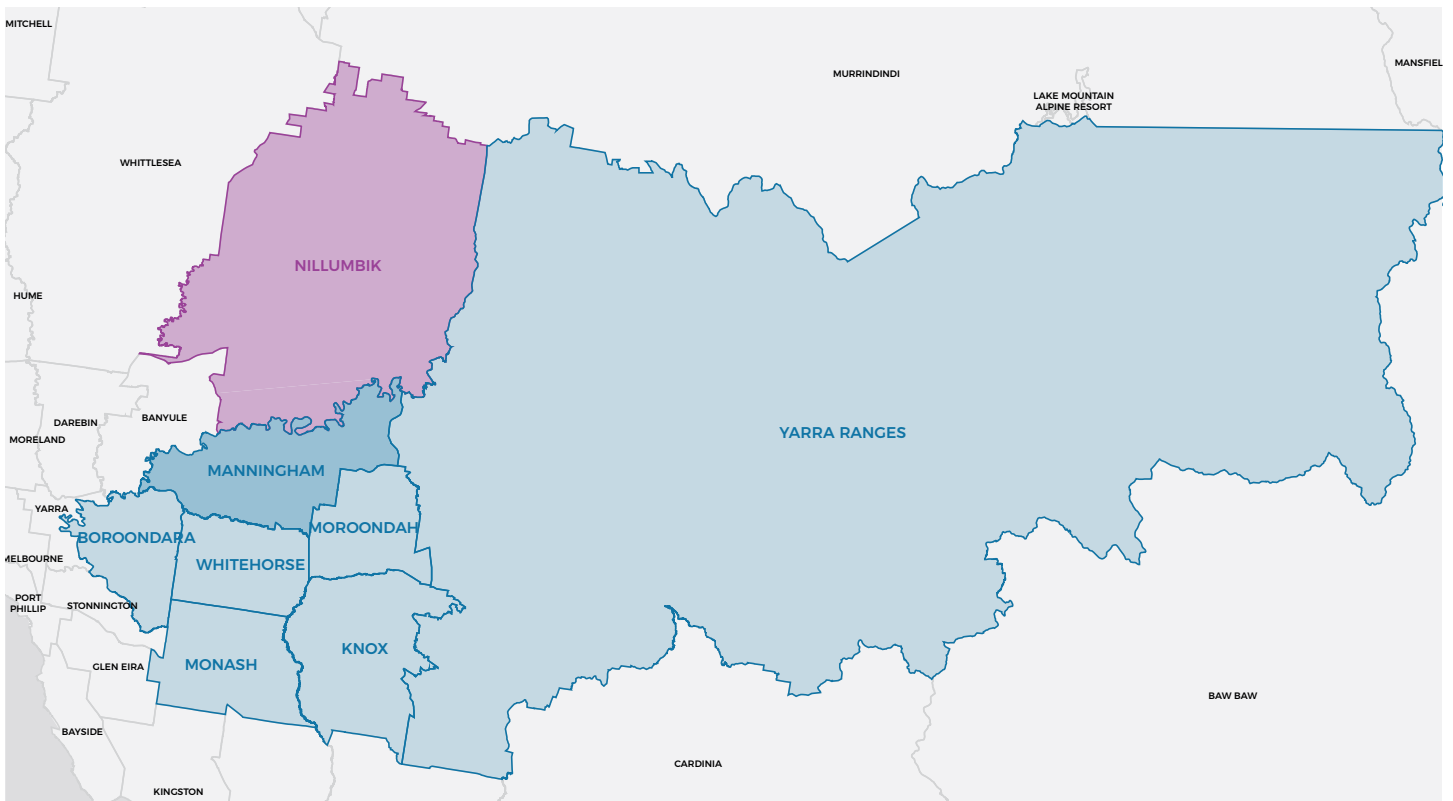 MITCHELL
MANSFIEL
MURRINDINDI
LAKE MOUNTAIN
ALPINE RESORT
WHITTLESEA
NILLUMBIK
HUME
BANYULE
DAREBIN
MORELAND
YARRA RANGES
MANNINGHAM
YARRA
MOROONDAH
BOROONDARA
MELBOURNE
WHITEHORSE
PORT
PHILLIP
STONNINGTON
KNOX
GLEN EIRA
MONASH
BAW BAW
BAYSIDE
CARDINIA
KINGSTON